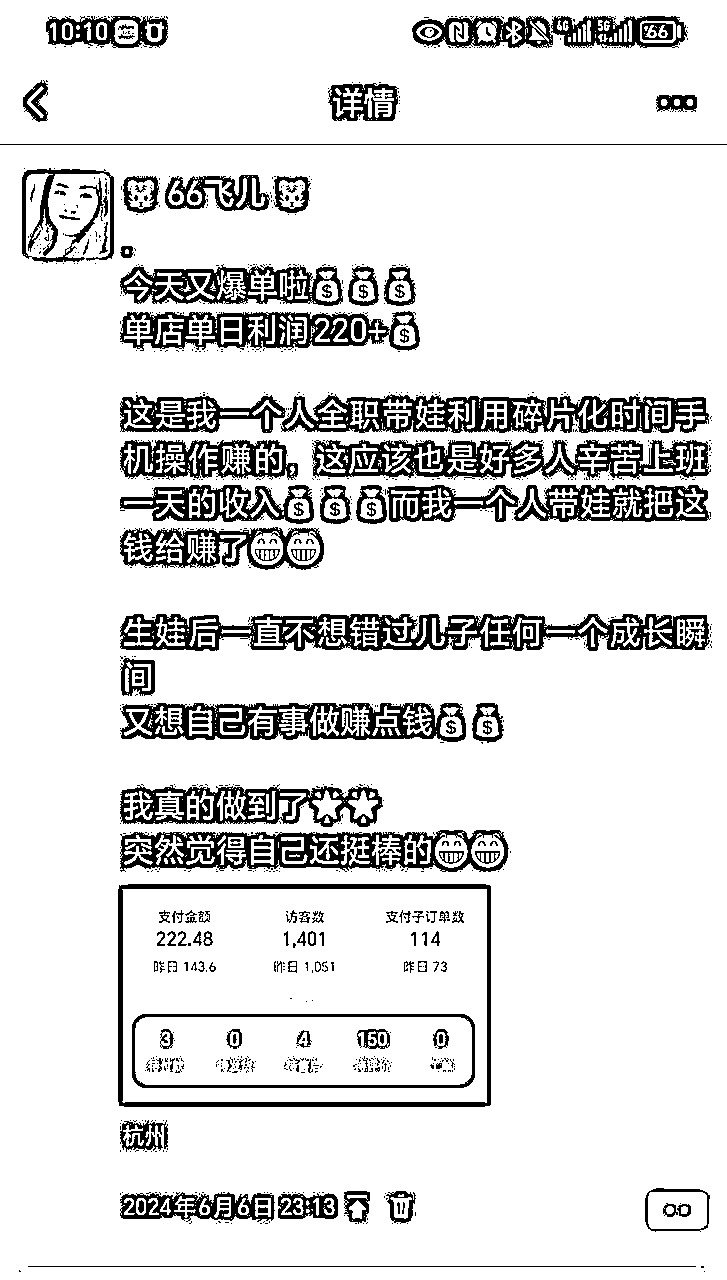 10:10
66
详情
🐯 66飞儿 🐯
。
今天又爆单啦💰💰💰
单店单日利润220+💰
这是我一个人全职带娃利用碎片化时间手
机操作赚的，这应该也是好多人辛苦上班
一天的收入💰💰💰而我一个人带娃就把这
钱给赚了😁😁
生娃后一直不想错过儿子任何一个成长瞬
间
又想自己有事做赚点钱💰💰
我真的做到了🌟🌟
突然觉得自己还挺棒的😁😁
支付金额 访客数 支付子订单数
222.48 1,401 114
昨日 143.6 昨日 1,051 昨日 73
3 0 4 150 0
杭州
2024年6月6日 23:13